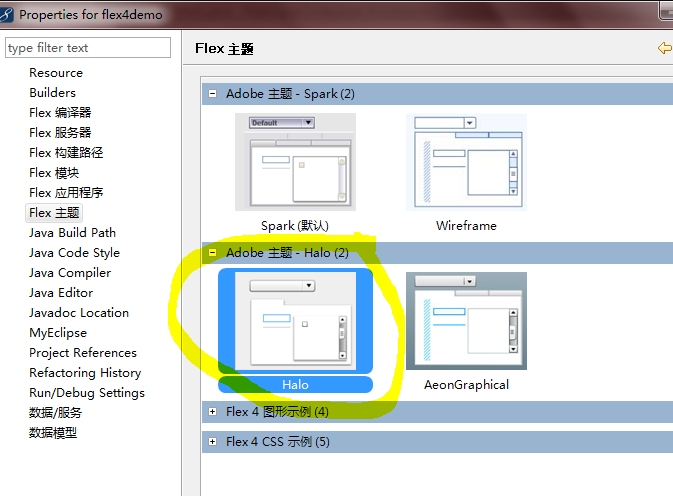 Properties for flex4demo
type filter text
Resource
Builders
Flex 编译器
Flex 服务器
Flex 构建路径
Flex 模块
Flex 应用程序
Flex 主题
Java Build Path
Java Code Style
Java Compiler
Java Editor
Javadoc Location
MyEclipse
Project References
Refactoring History
Run/Debug Settings
数据/服务
数据模型
Flex 主题
Adobe 主题 - Spark (2)
Default
Spark (默认)
Wireframe
Adobe 主题 - Halo (2)
Halo
AeonGraphical
Flex 4 图形示例 (4)
Flex 4 CSS 示例 (5)